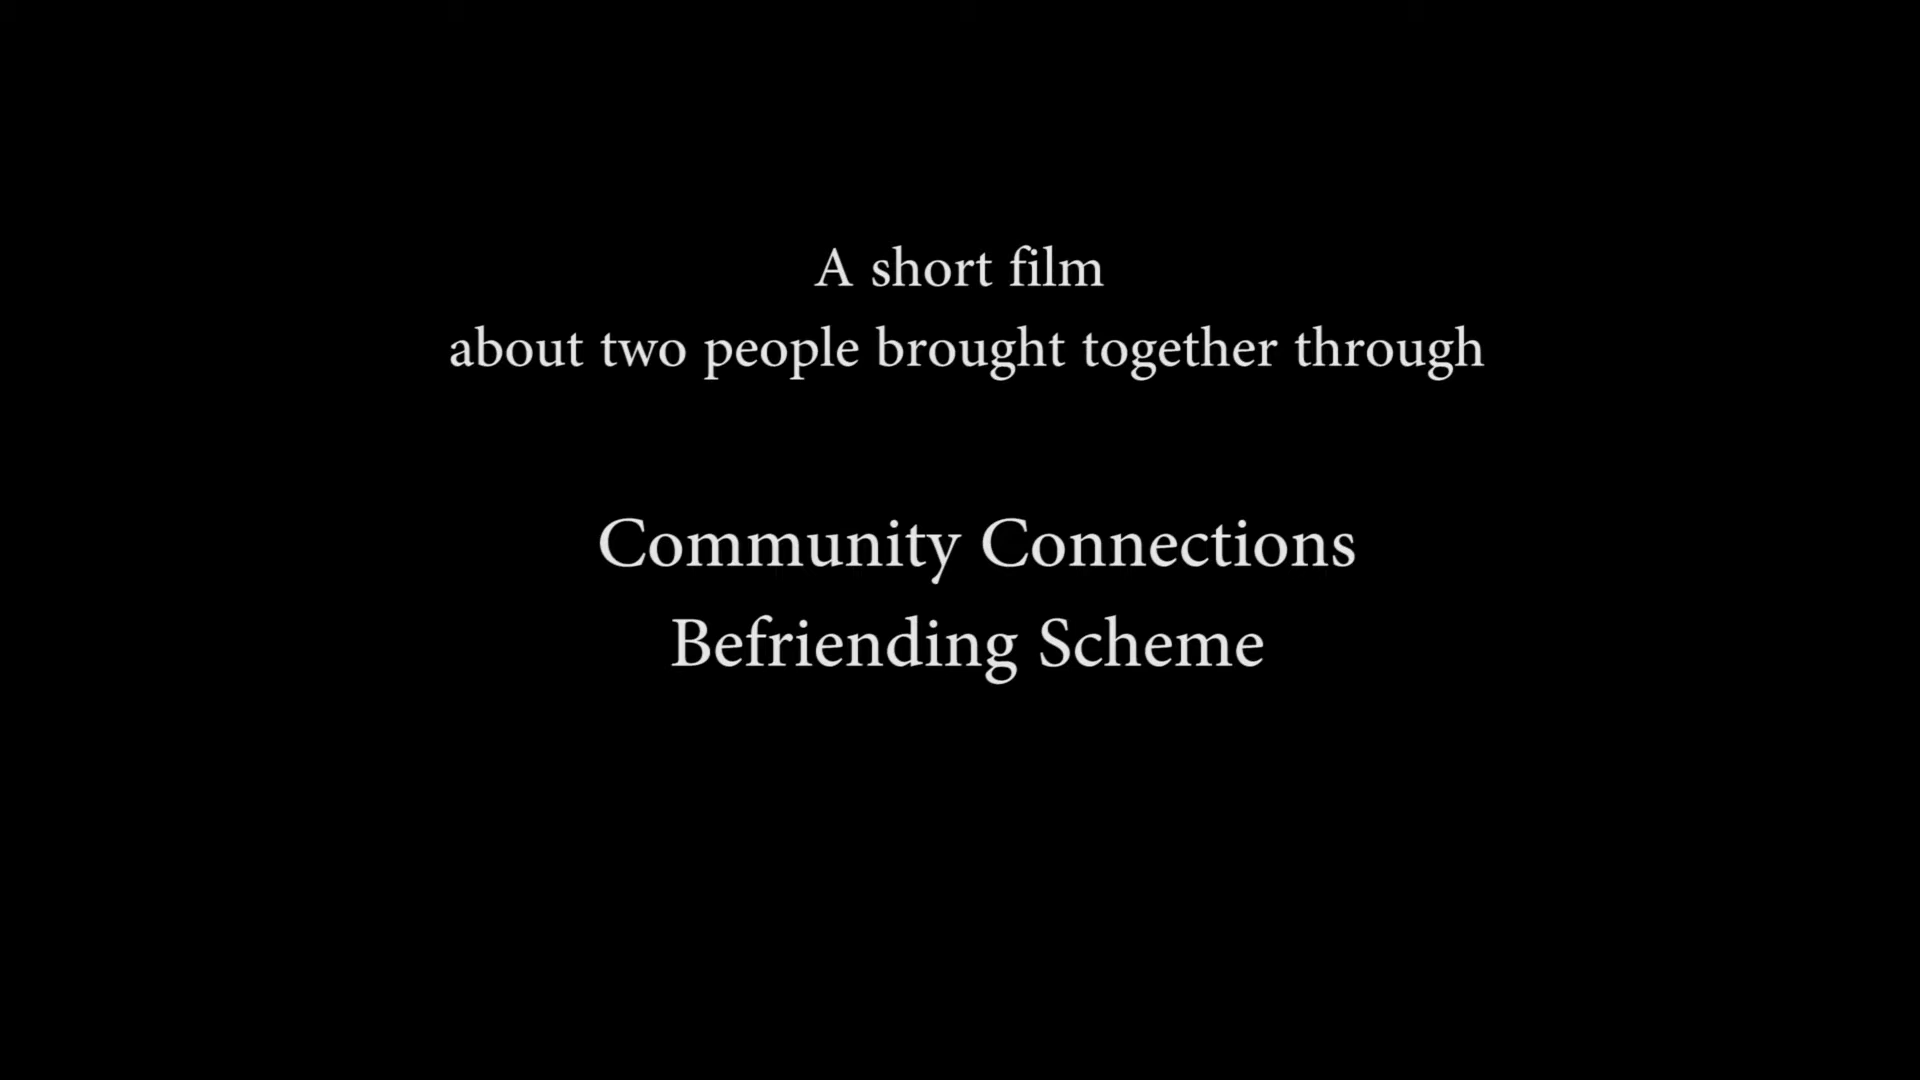 A short film
about two people brought together through
Community Connections
Befriending Scheme